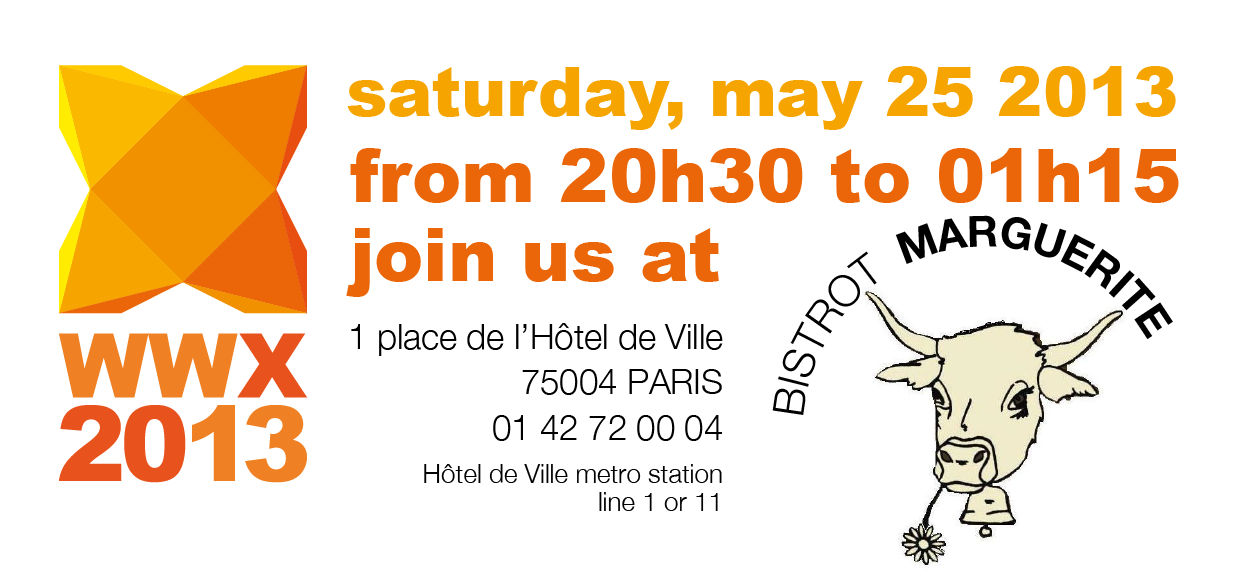 saturday, may 25 2013
from 20h30 to 01h15
join us at
BISTROT MARGUERITE
1 place de l’Hôtel de Ville
75004 PARIS
01 42 72 00 04
Hôtel de Ville metro station
line 1 or 11
WWX
2013